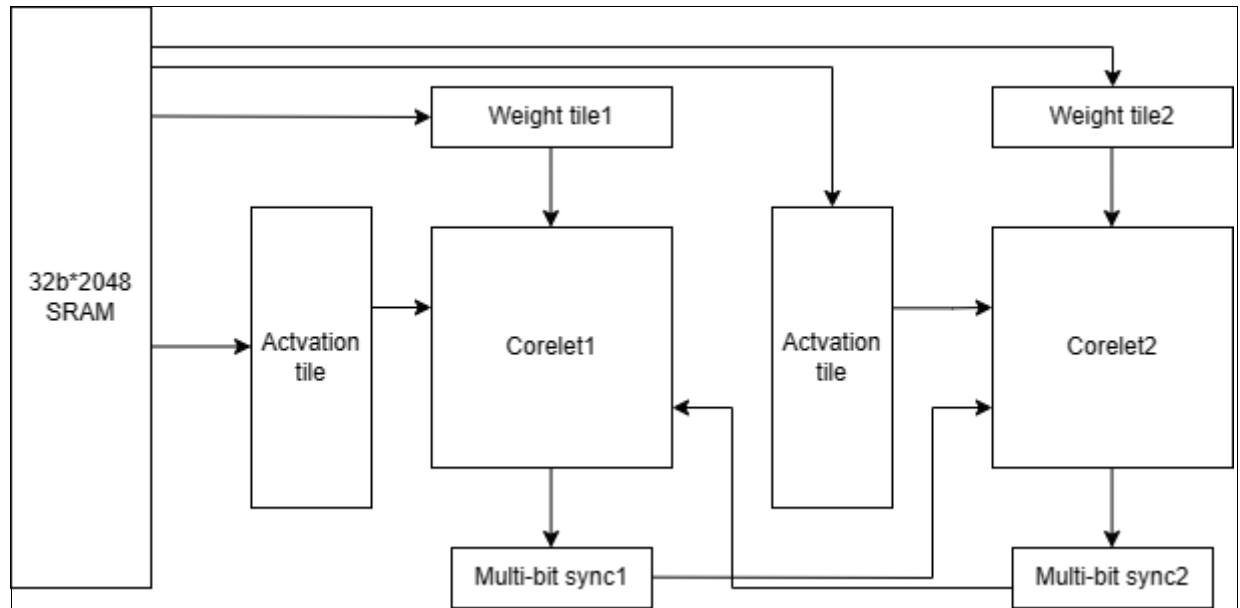 Weight tile1
Weight tile2
32b*2048
SRAM
Actvation
tile
Corelet1
Actvation
tile
Corelet2
Multi-bit sync1
Multi-bit sync2